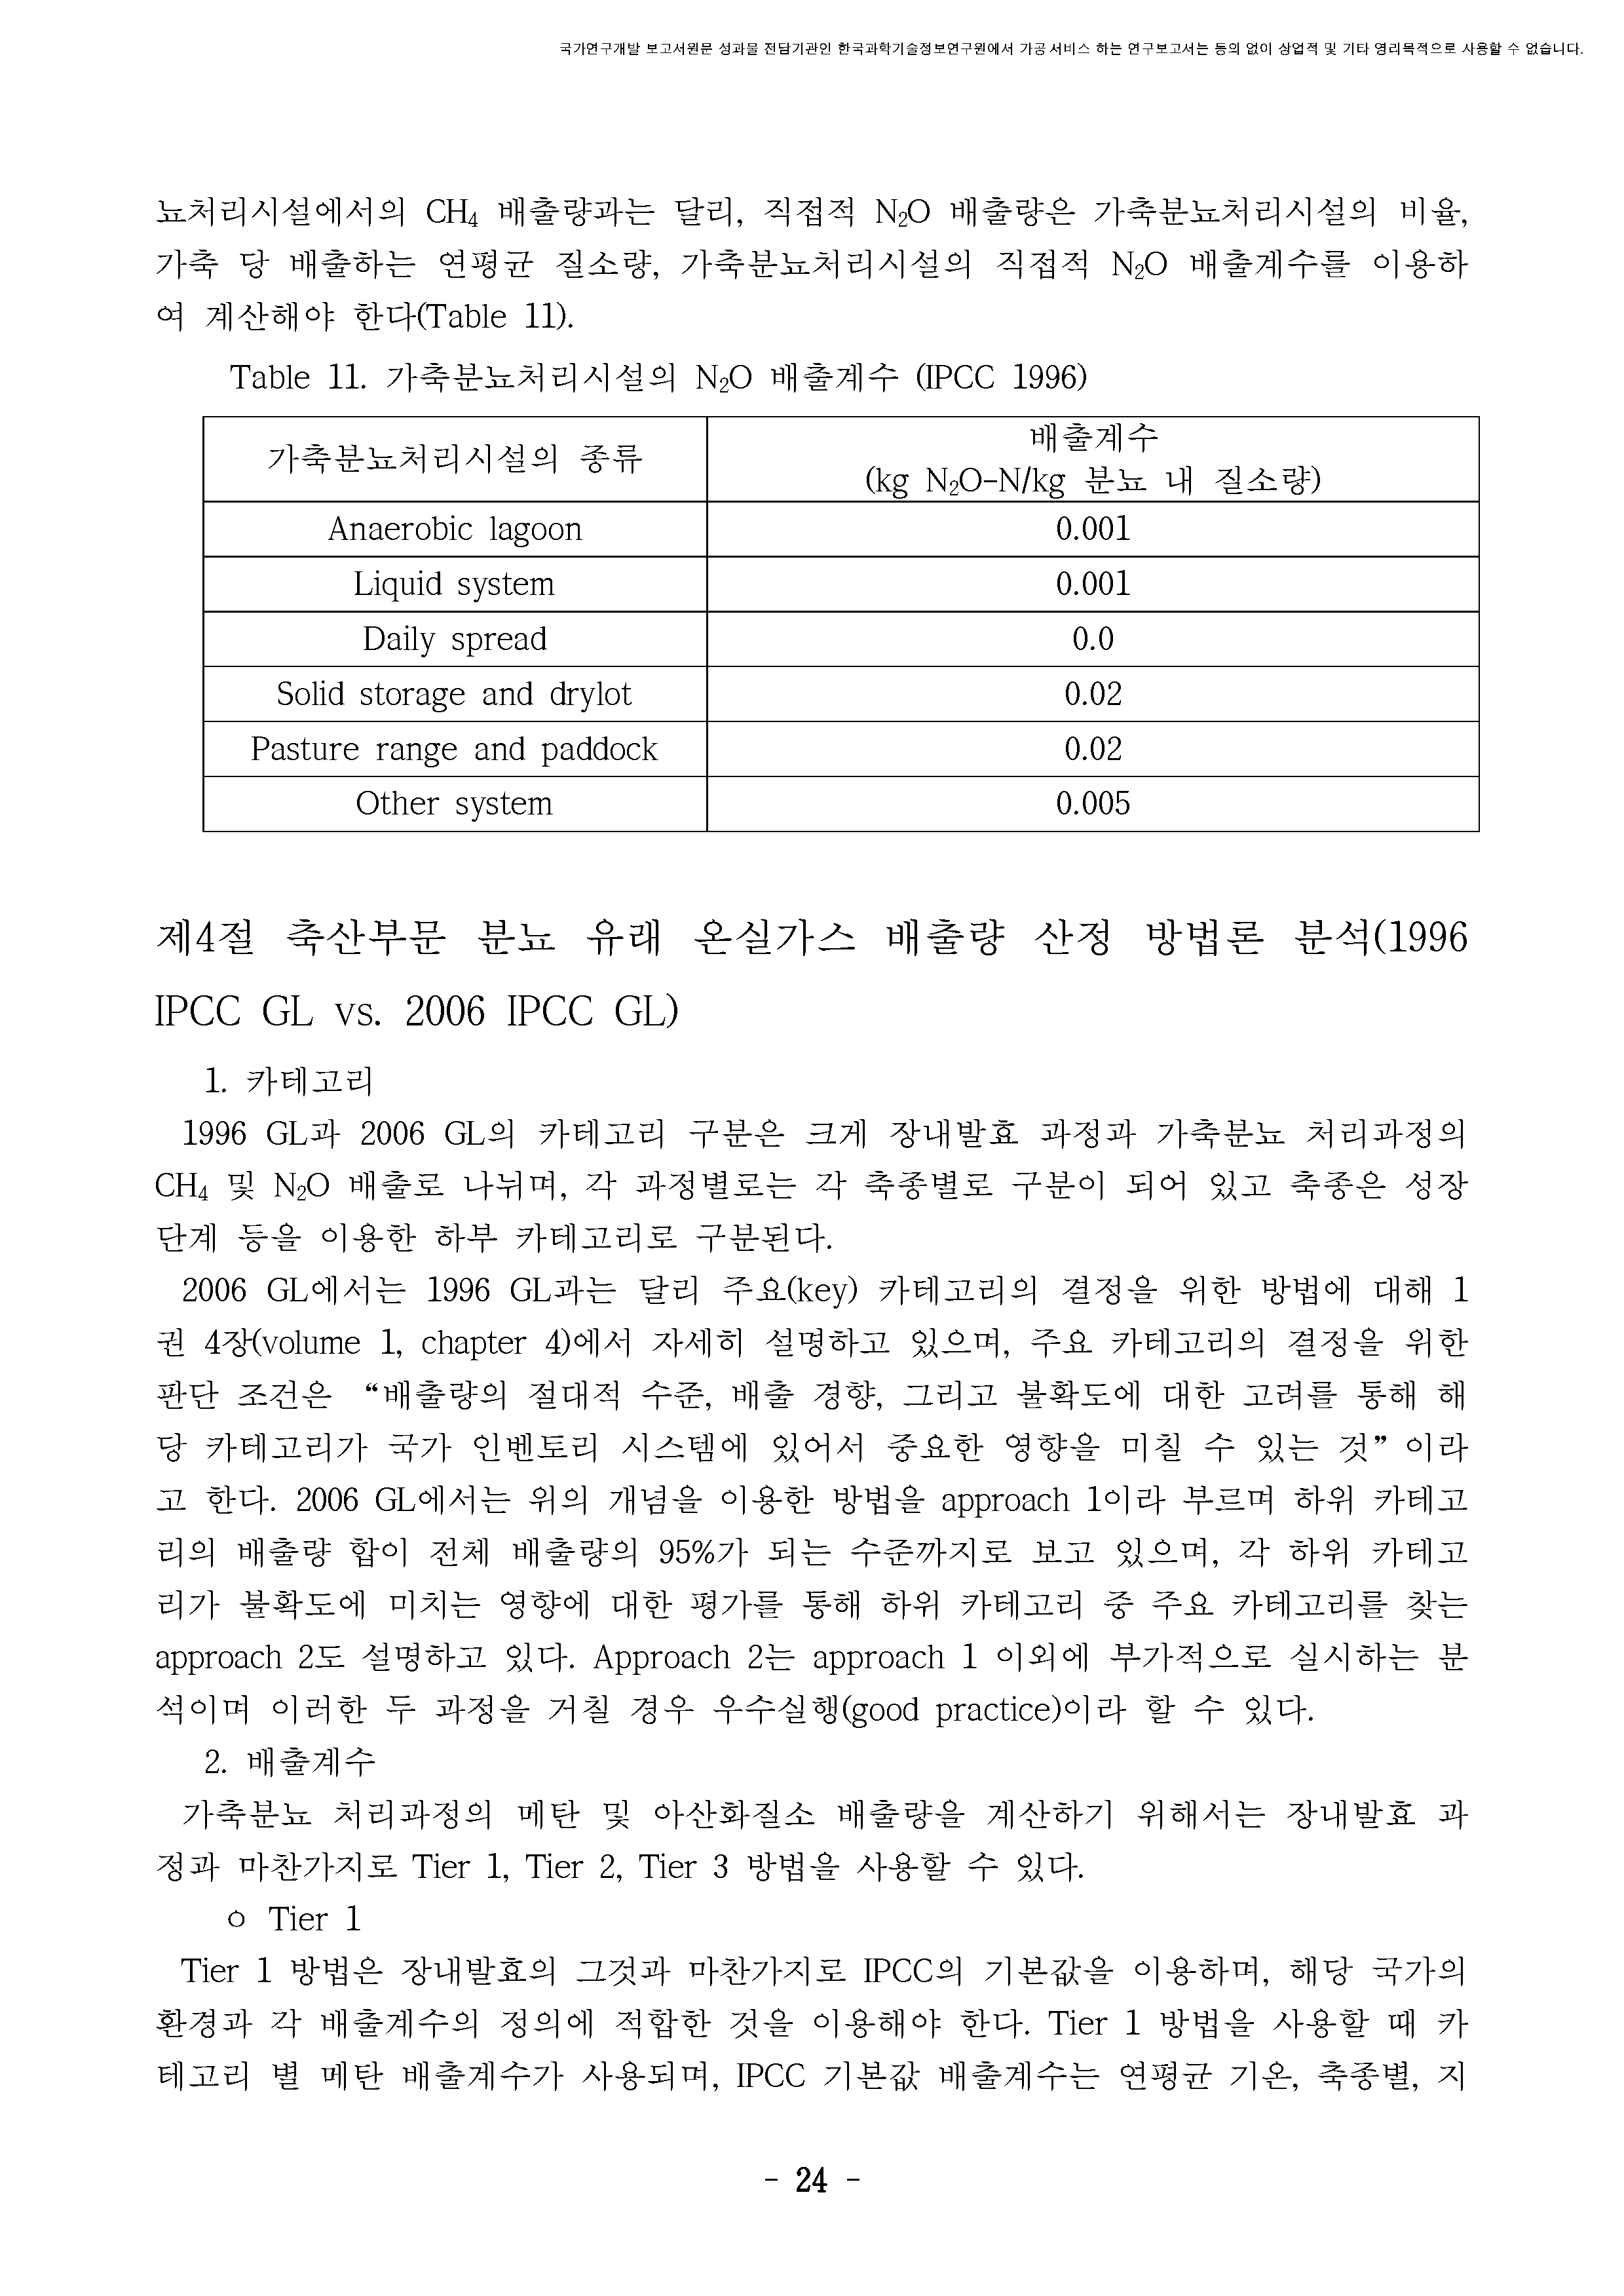 국가연구개발 보고서원문 성과물 전담기관인 한국과학기술정보연구원에서 가공·서비스 하는 연구보고서는 동의 없이 상업적 및 기타 영리목적으로 사용할 수 없습니다.
뇨처리시설에서의 CH₄ 배출량과는 달리, 직접적 N₂O 배출량은 가축분뇨처리시설의 비율,
가축 당 배출하는 연평균 질소량, 가축분뇨처리시설의 직접적 N₂O 배출계수를 이용하
여 계산해야 한다(Table 11).
Table 11. 가축분뇨처리시설의 N₂O 배출계수 (IPCC 1996)
가축분뇨처리시설의 종류 배출계수
(kg N₂O-N/kg 분뇨 내 질소량)
Anaerobic lagoon 0.001
Liquid system 0.001
Daily spread 0.0
Solid storage and drylot 0.02
Pasture range and paddock 0.02
Other system 0.005
제4절 축산부문 분뇨 유래 온실가스 배출량 산정 방법론 분석(1996
IPCC GL vs. 2006 IPCC GL)
1. 카테고리
1996 GL과 2006 GL의 카테고리 구분은 크게 장내발효 과정과 가축분뇨 처리과정의
CH₄ 및 N₂O 배출로 나뉘며, 각 과정별로는 각 축종별로 구분이 되어 있고 축종은 성장
단계 등을 이용한 하부 카테고리로 구분된다.
2006 GL에서는 1996 GL과는 달리 주요(key) 카테고리의 결정을 위한 방법에 대해 1
권 4장(volume 1, chapter 4)에서 자세히 설명하고 있으며, 주요 카테고리의 결정을 위한
판단 조건은 “배출량의 절대적 수준, 배출 경향, 그리고 불확도에 대한 고려를 통해 해
당 카테고리가 국가 인벤토리 시스템에 있어서 중요한 영향을 미칠 수 있는 것” 이라
고 한다. 2006 GL에서는 위의 개념을 이용한 방법을 approach 1이라 부르며 하위 카테고
리의 배출량 합이 전체 배출량의 95%가 되는 수준까지로 보고 있으며, 각 하위 카테고
리가 불확도에 미치는 영향에 대한 평가를 통해 하위 카테고리 중 주요 카테고리를 찾는
approach 2도 설명하고 있다. Approach 2는 approach 1 이외에 부가적으로 실시하는 분
석이며 이러한 두 과정을 거칠 경우 우수실행(good practice)이라 할 수 있다.
2. 배출계수
가축분뇨 처리과정의 메탄 및 아산화질소 배출량을 계산하기 위해서는 장내발효 과
정과 마찬가지로 Tier 1, Tier 2, Tier 3 방법을 사용할 수 있다.
ㅇ Tier 1
Tier 1 방법은 장내발효의 그것과 마찬가지로 IPCC의 기본값을 이용하며, 해당 국가의
환경과 각 배출계수의 정의에 적합한 것을 이용해야 한다. Tier 1 방법을 사용할 때 카
테고리 별 메탄 배출계수가 사용되며, IPCC 기본값 배출계수는 연평균 기온, 축종별, 지
- 24 -